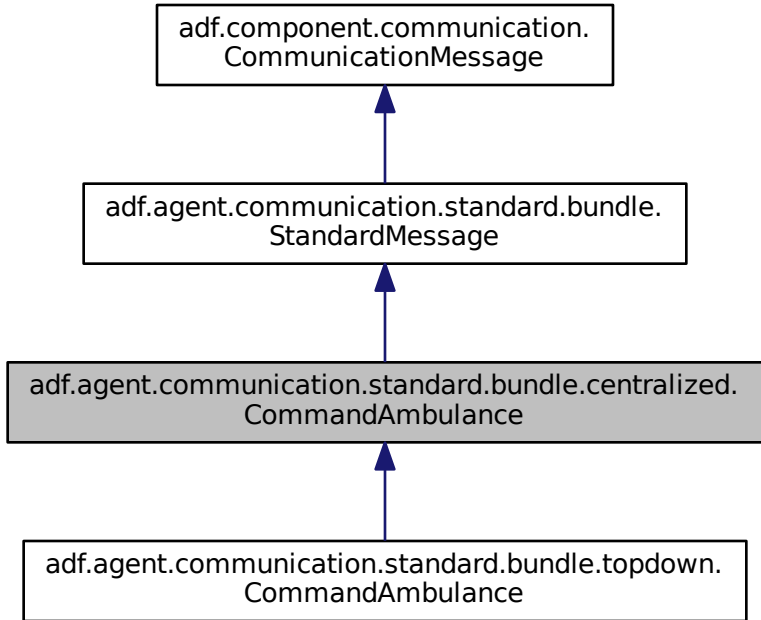 adf.component.communication.
CommunicationMessage
adf.agent.communication.standard.bundle.
StandardMessage
adf.agent.communication.standard.bundle.centralized.
CommandAmbulance
adf.agent.communication.standard.bundle.topdown.
CommandAmbulance